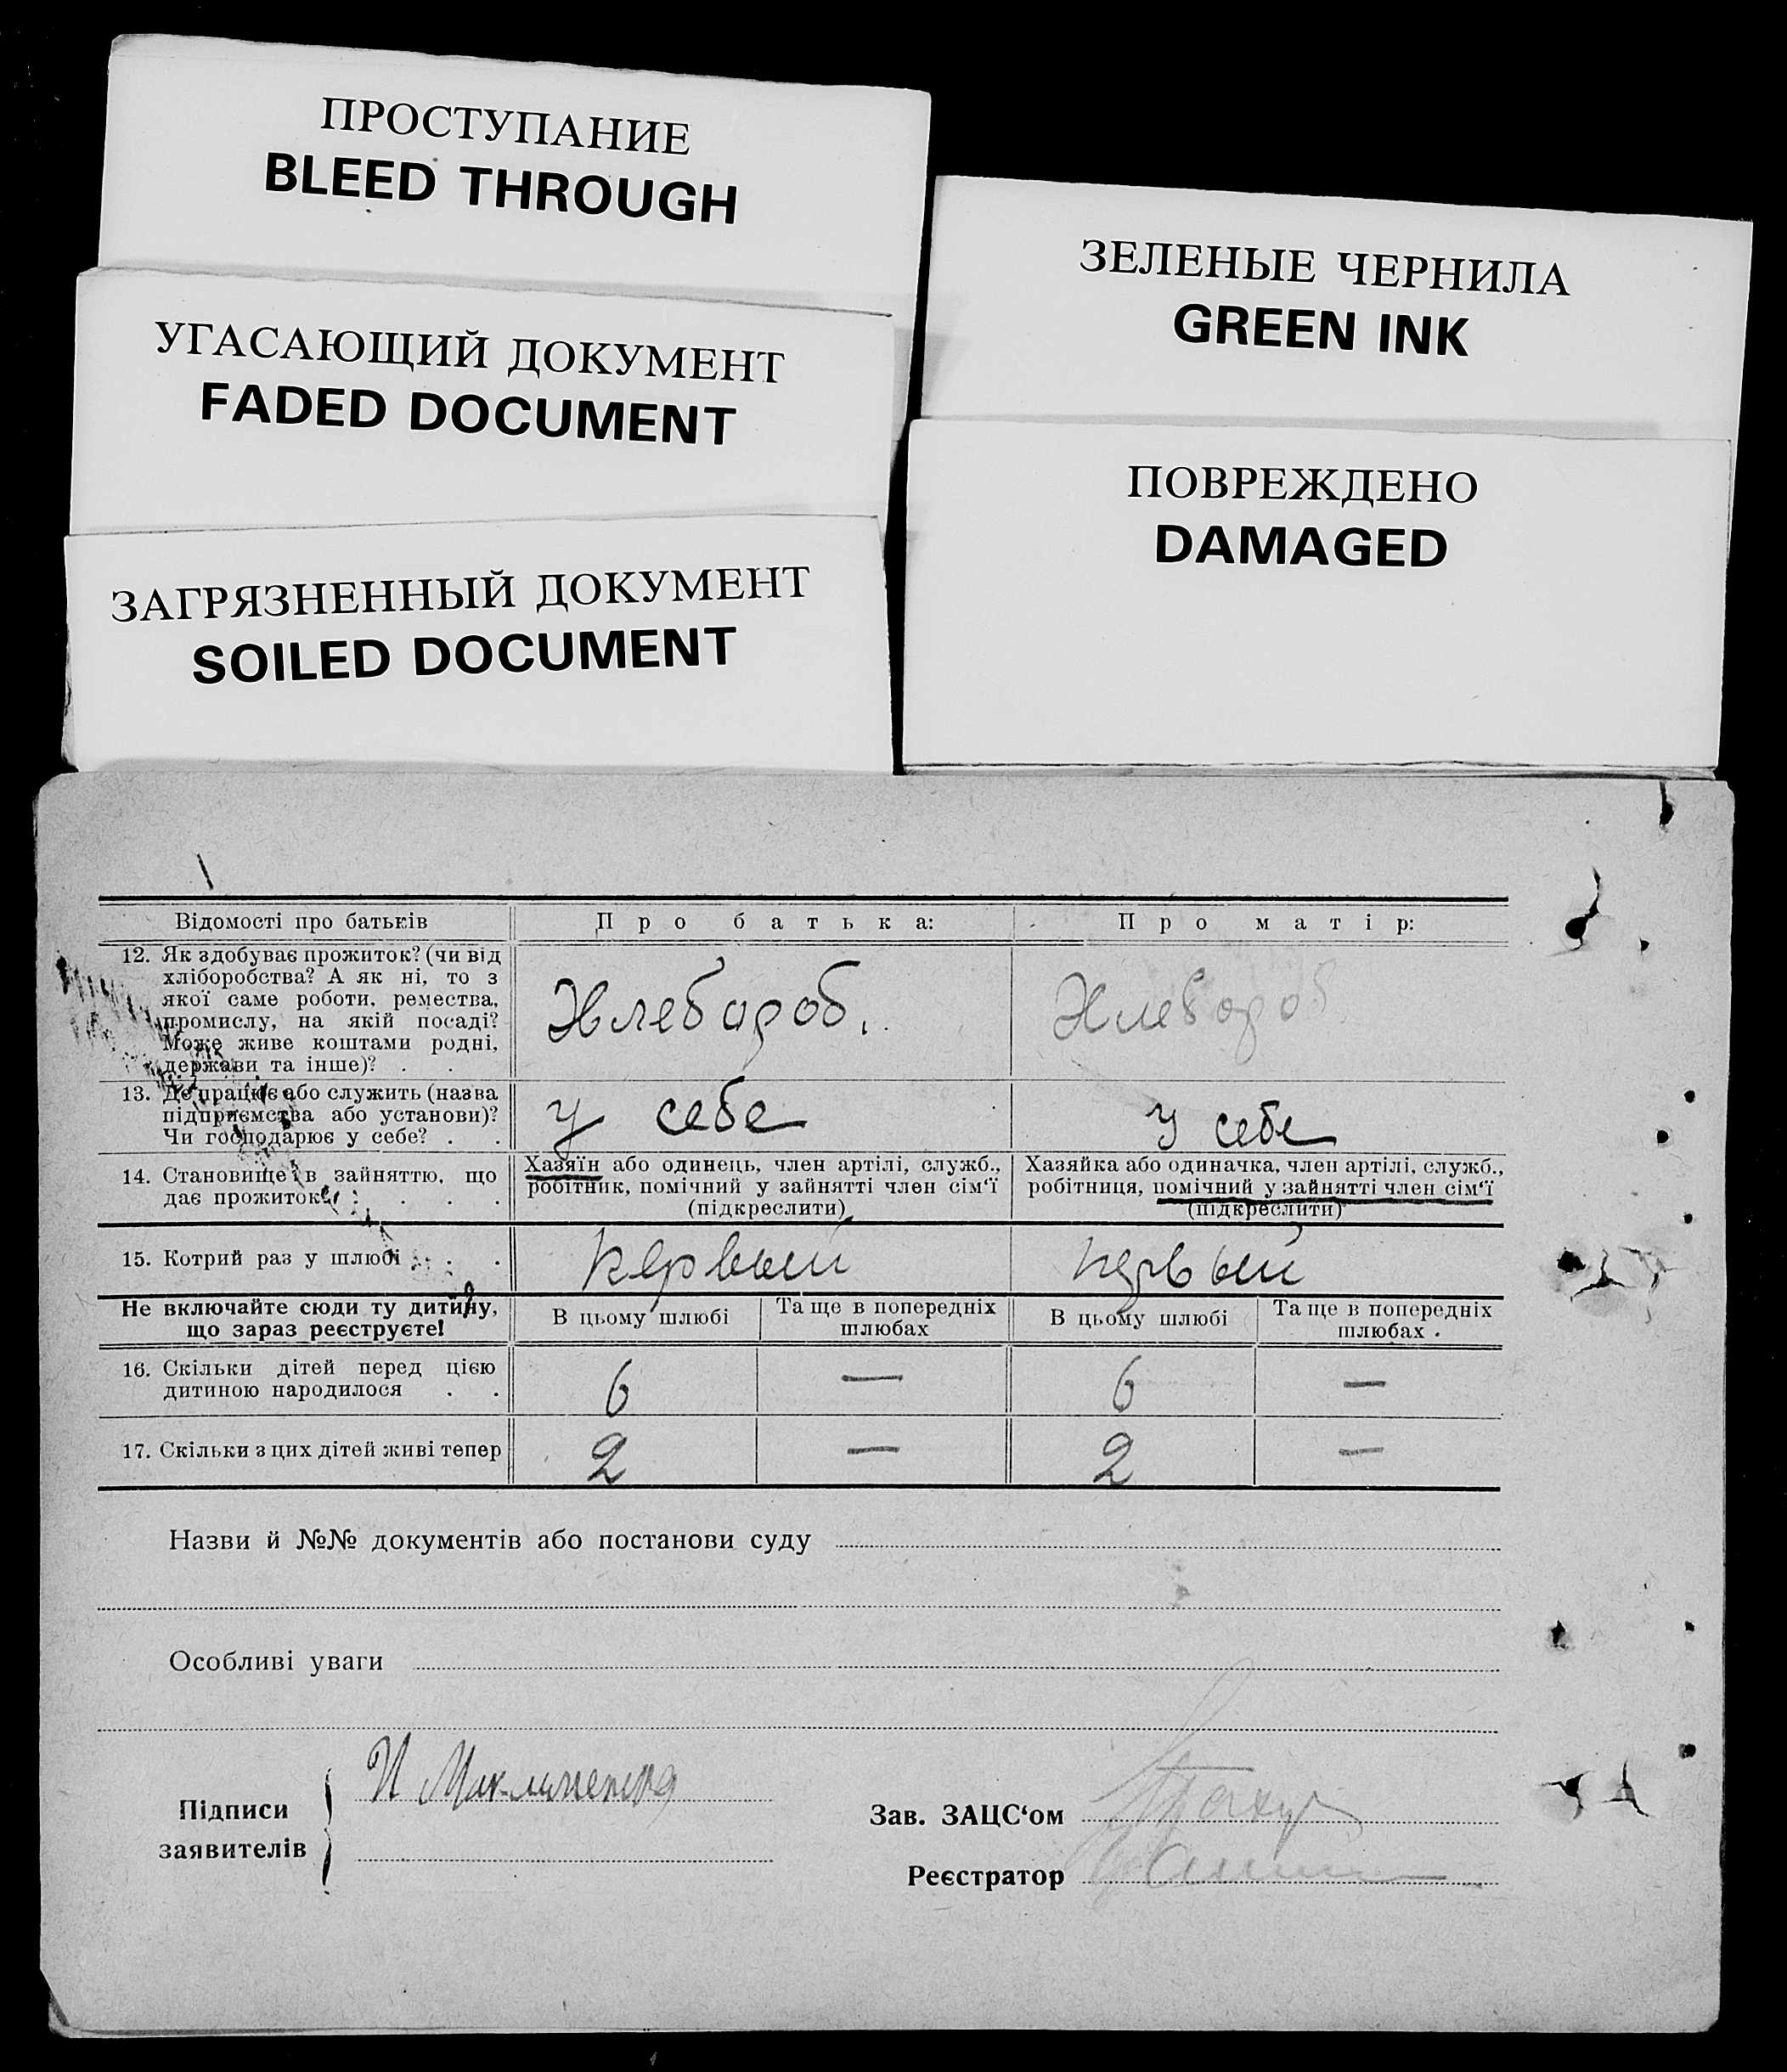 ПРОСТУПАНИЕ
BLEED THROUGH
ЗЕЛЕНЫЕ ЧЕРНИЛА
GREEN INK
УГАСАЮЩИЙ ДОКУМЕНТ
FADED DOCUMENT
ПОВРЕЖДЕНО
DAMAGED
ЗАГРЯЗНЕННЫЙ ДОКУМЕНТ
SOILED DOCUMENT
Відомості про батьків
Про батька:
Про матір:
12. Як здобуває прожиток? (чи від
хліборобства? А як ні, то з
якої саме роботи, ремества,
промислу, на якій посаді?
Може живе коштами родні,
держави та інше)? . .
Хлебороб.
Хлебороб
13. Де працює або служить (назва
підприємства або установи)?
Чи господарює у себе? . .
у себе
у себе
14. Становище в зайняттю, що
дає прожиток? . . . .
Хазяїн або одинець, член артілі, служб.,
робітник, помічний у зайнятті член сім‘ї
(підкреслити)
Хазяйка або одиначка, член артілі, служб.,
робітниця, помічний у зайнятті член сім‘ї
(підкреслити)
15. Котрий раз у шлюбі . . .
первый
первый
Не включайте сюди ту дитину,
що зараз реєструєте!
В цьому шлюбі
Та ще в попередніх
шлюбах
В цьому шлюбі
Та ще в попередніх
шлюбах .
16. Скільки дітей перед цією
дитиною народилося . .
6
—
6
—
17. Скільки з цих дітей живі тепер
2
—
2
—
Назви й №№ документів або постанови суду
Особливі уваги
Підписи
заявителів
И
Зав. ЗАЦС‘ом
Реєстратор